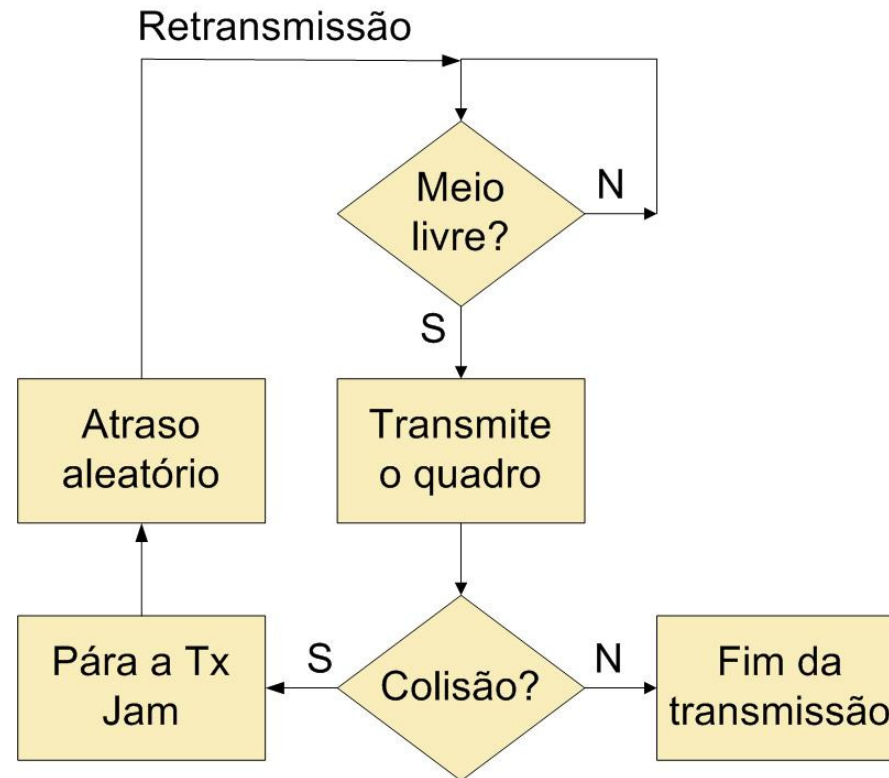 Retransmissão
Meio
livre?
N
S
Atraso
aleatório
Transmite
o quadro
Pára a Tx
Jam
S
Colisão?
N
Fim da
transmissão